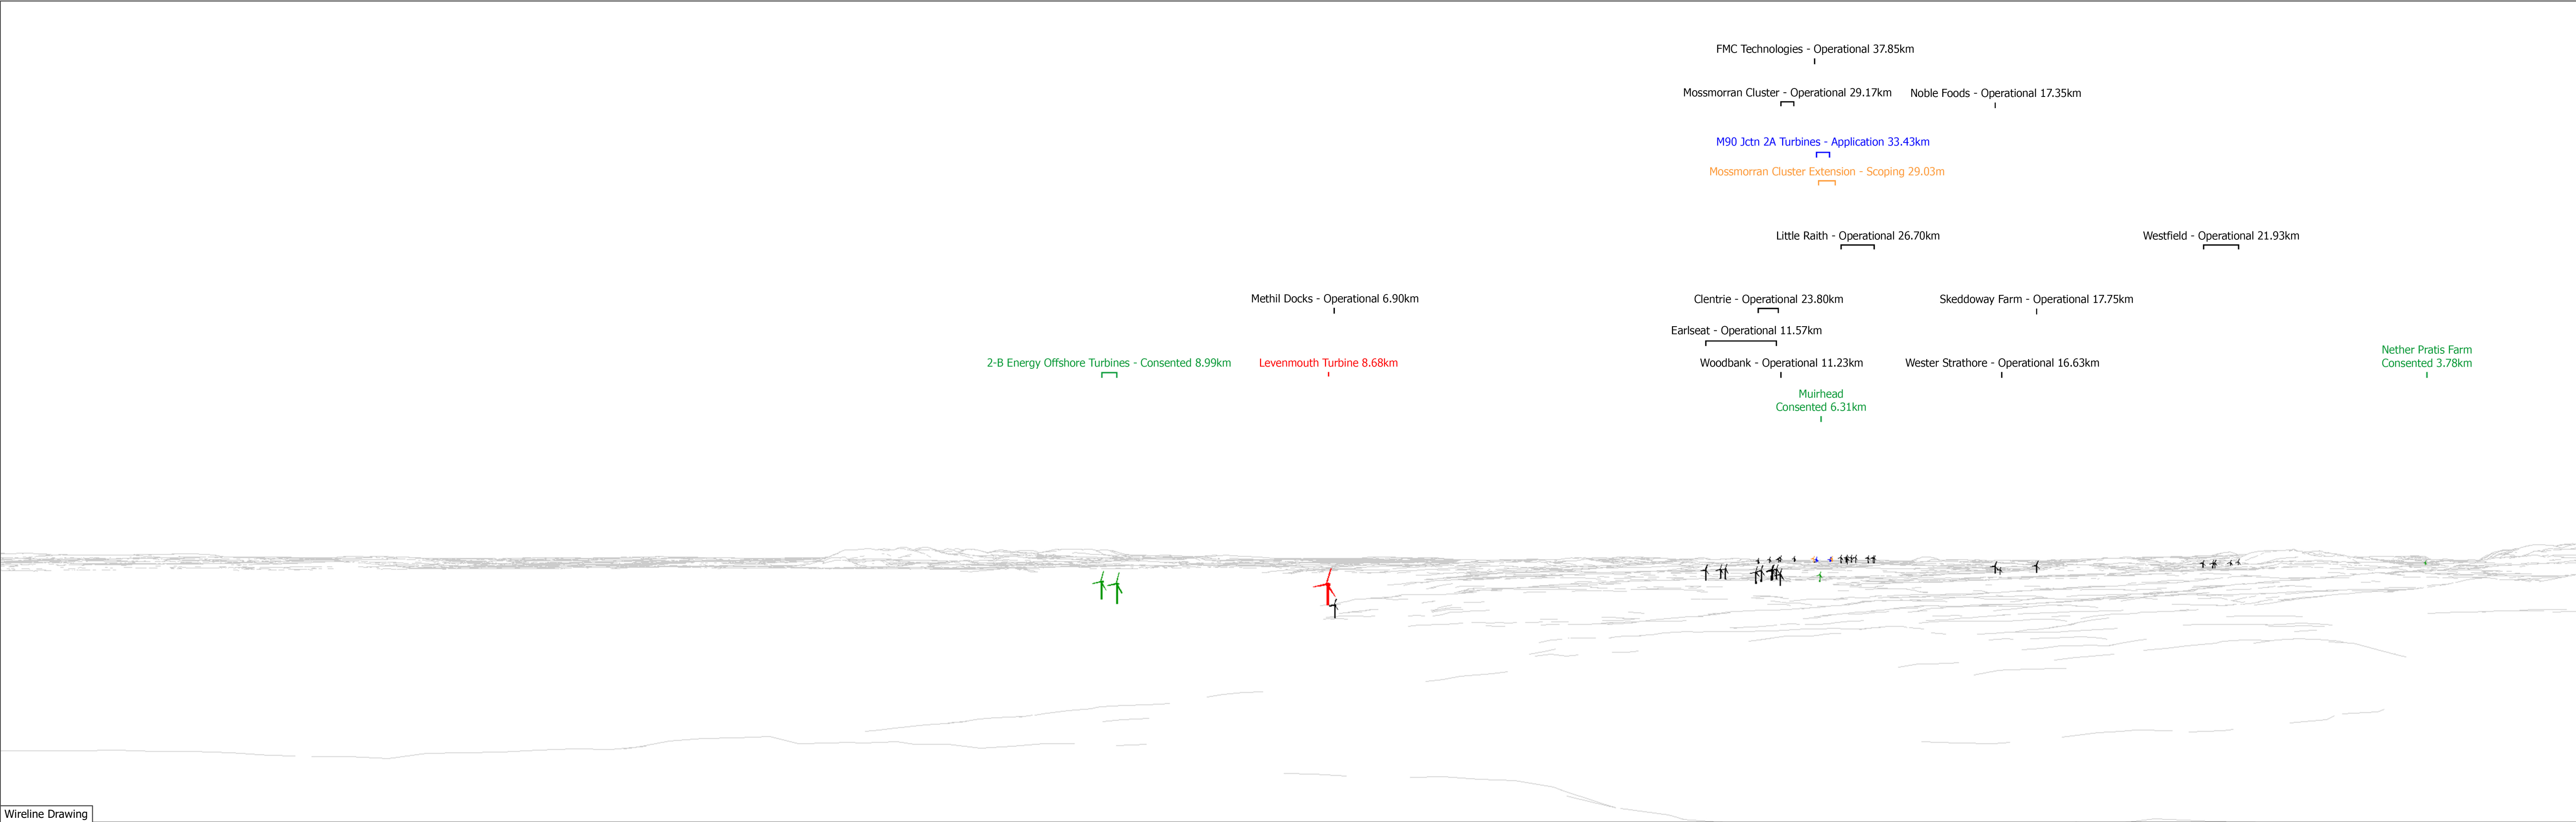 FMC Technologies - Operational 37.85km
Mossmorran Cluster - Operational 29.17km
Noble Foods - Operational 17.35km
M90 Jctn 2A Turbines - Application 33.43km
Mossmorran Cluster Extension - Scoping 29.03m
Little Raith - Operational 26.70km
Westfield - Operational 21.93km
Methil Docks - Operational 6.90km
Clentrie - Operational 23.80km
Skeddoway Farm - Operational 17.75km
Earlseat - Operational 11.57km
2-B Energy Offshore Turbines - Consented 8.99km
Levenmouth Turbine 8.68km
Woodbank - Operational 11.23km
Wester Strathore - Operational 16.63km
Nether Pratis Farm
Consented 3.78km
Muirhead
Consented 6.31km
Wireline Drawing